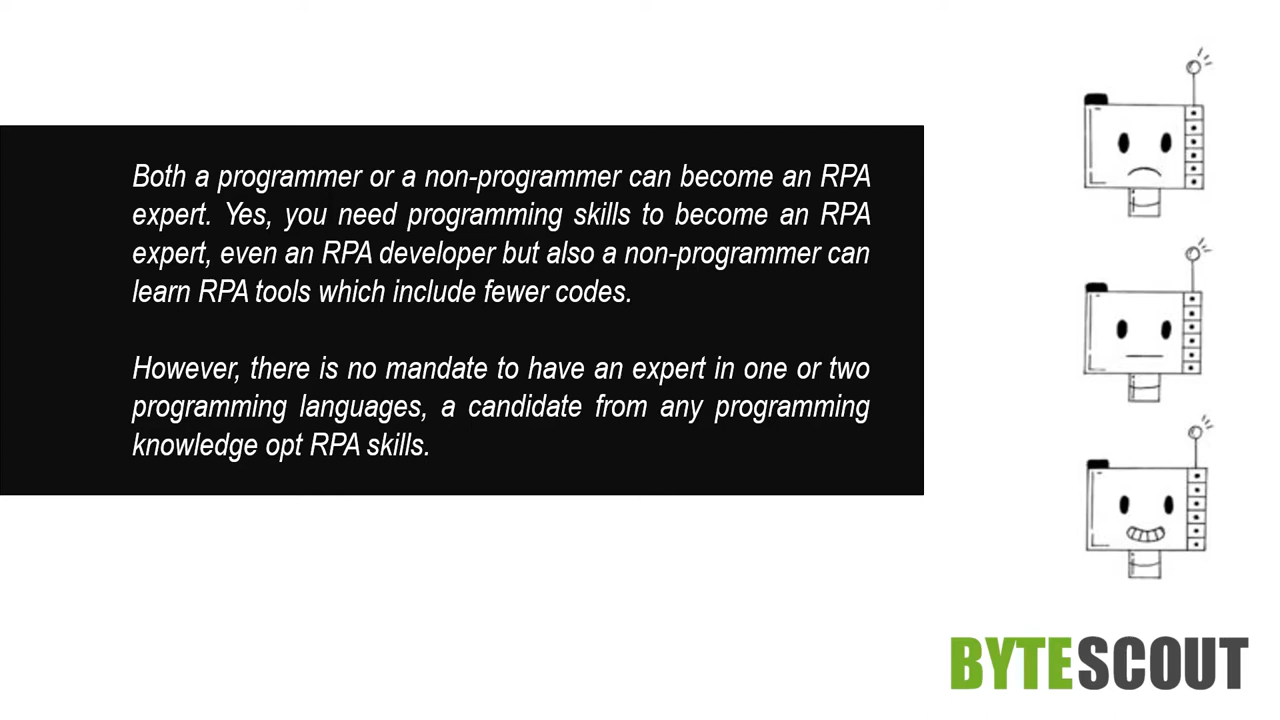 Both a programmer or a non-programmer can become an RPA
expert. Yes, you need programming skills to become an RPA
expert, even an RPA developer but also a non-programmer can
learn RPA tools which include fewer codes.
However, there is no mandate to have an expert in one or two
programming languages, a candidate from any programming
knowledge opt RPA skills.
BYTESCOUT